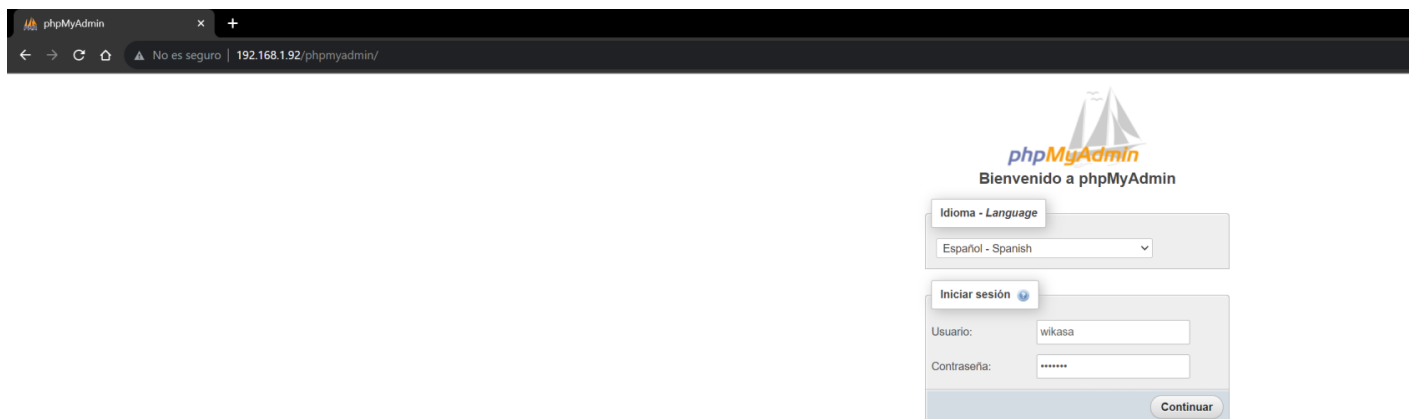 phpMyAdmin
No es seguro | 192.168.1.92/phpmyadmin/
phpMyAdmin
Bienvenido a phpMyAdmin
Idioma - Language
Español - Spanish
Iniciar sesión
Usuario: wikasa
Contraseña: •••••••
Continuar